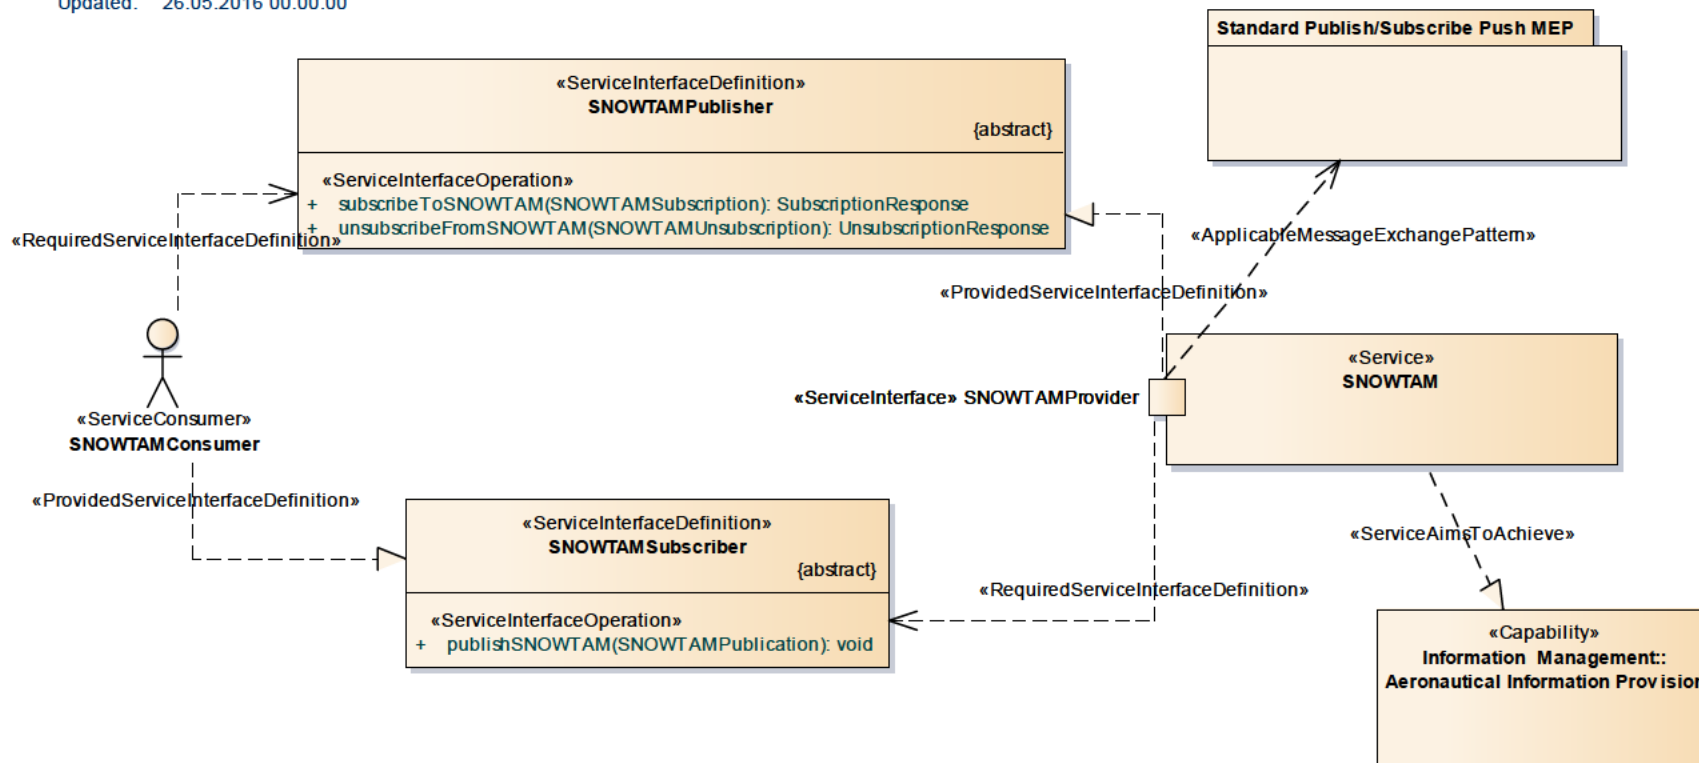 Updated: 26.05.2016 00:00:00
Standard Publish/Subscribe Push MEP
«ServiceInterfaceDefinition»
SNOWTAMPublisher
{abstract}
«ServiceInterfaceOperation»
+ subscribeToSNOWTAM(SNOWTAMSubscription): SubscriptionResponse
+ unsubscribeFromSNOWTAM(SNOWTAMUnsubscription): UnsubscriptionResponse
«RequiredServiceInterfaceDefinition»
«ApplicableMessageExchangePattern»
«ProvidedServiceInterfaceDefinition»
«Service»
SNOWTAM
«ServiceInterface» SNOWTAMProvider
«ServiceConsumer»
SNOWTAMConsumer
«ProvidedServiceInterfaceDefinition»
«ServiceInterfaceDefinition»
SNOWTAMSubscriber
{abstract}
«ServiceInterfaceOperation»
+ publishSNOWTAM(SNOWTAMPublication): void
«RequiredServiceInterfaceDefinition»
«ServiceAimsToAchieve»
«Capability»
Information Management::
Aeronautical Information Provision